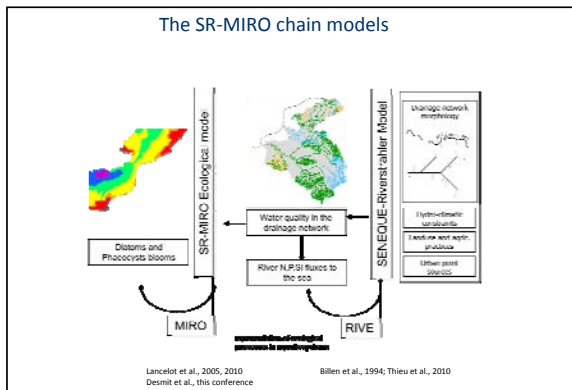 The SR-MIRO chain models
SR-MIRO Ecological model
Diatoms and
Phaeocysts blooms
MIRO
Water quality in the
drainage network
River N,P,Si fluxes to
the sea
RIVE
SENEQUE-Riverstrahler Model
Drainage network
morphology
Hydro-climatic
constraints
Landuse and agric.
practices
Urban point
sources
Lancelot et al., 2005, 2010
Desmit et al., this conference
Billen et al., 1994; Thieu et al., 2010